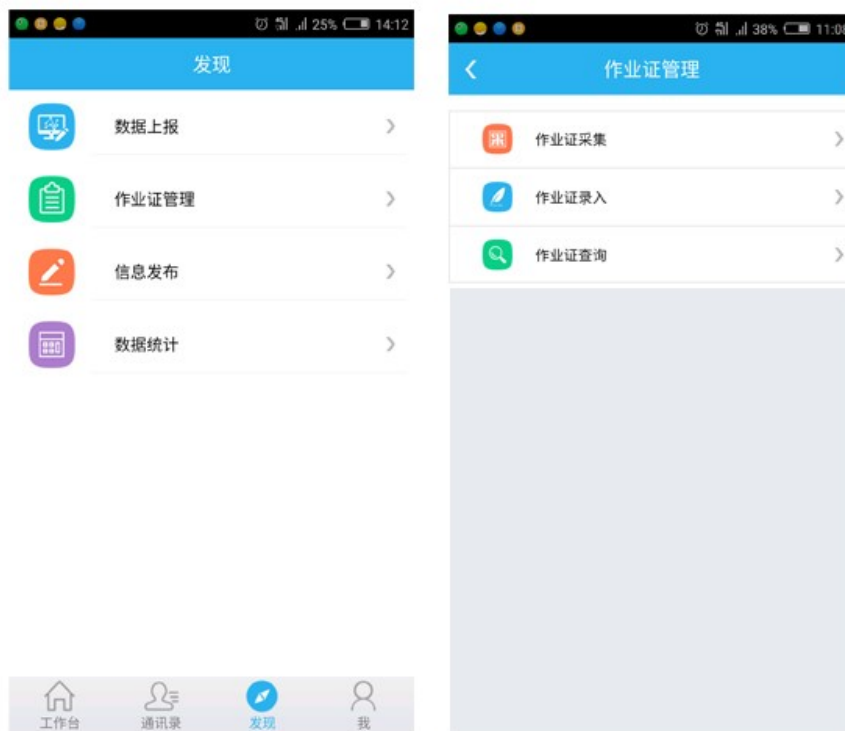 25% 14:12
发现
数据上报
作业证管理
信息发布
数据统计
工作台 通讯录 发现 我
38% 11:08
作业证管理
作业证采集
作业证录入
作业证查询